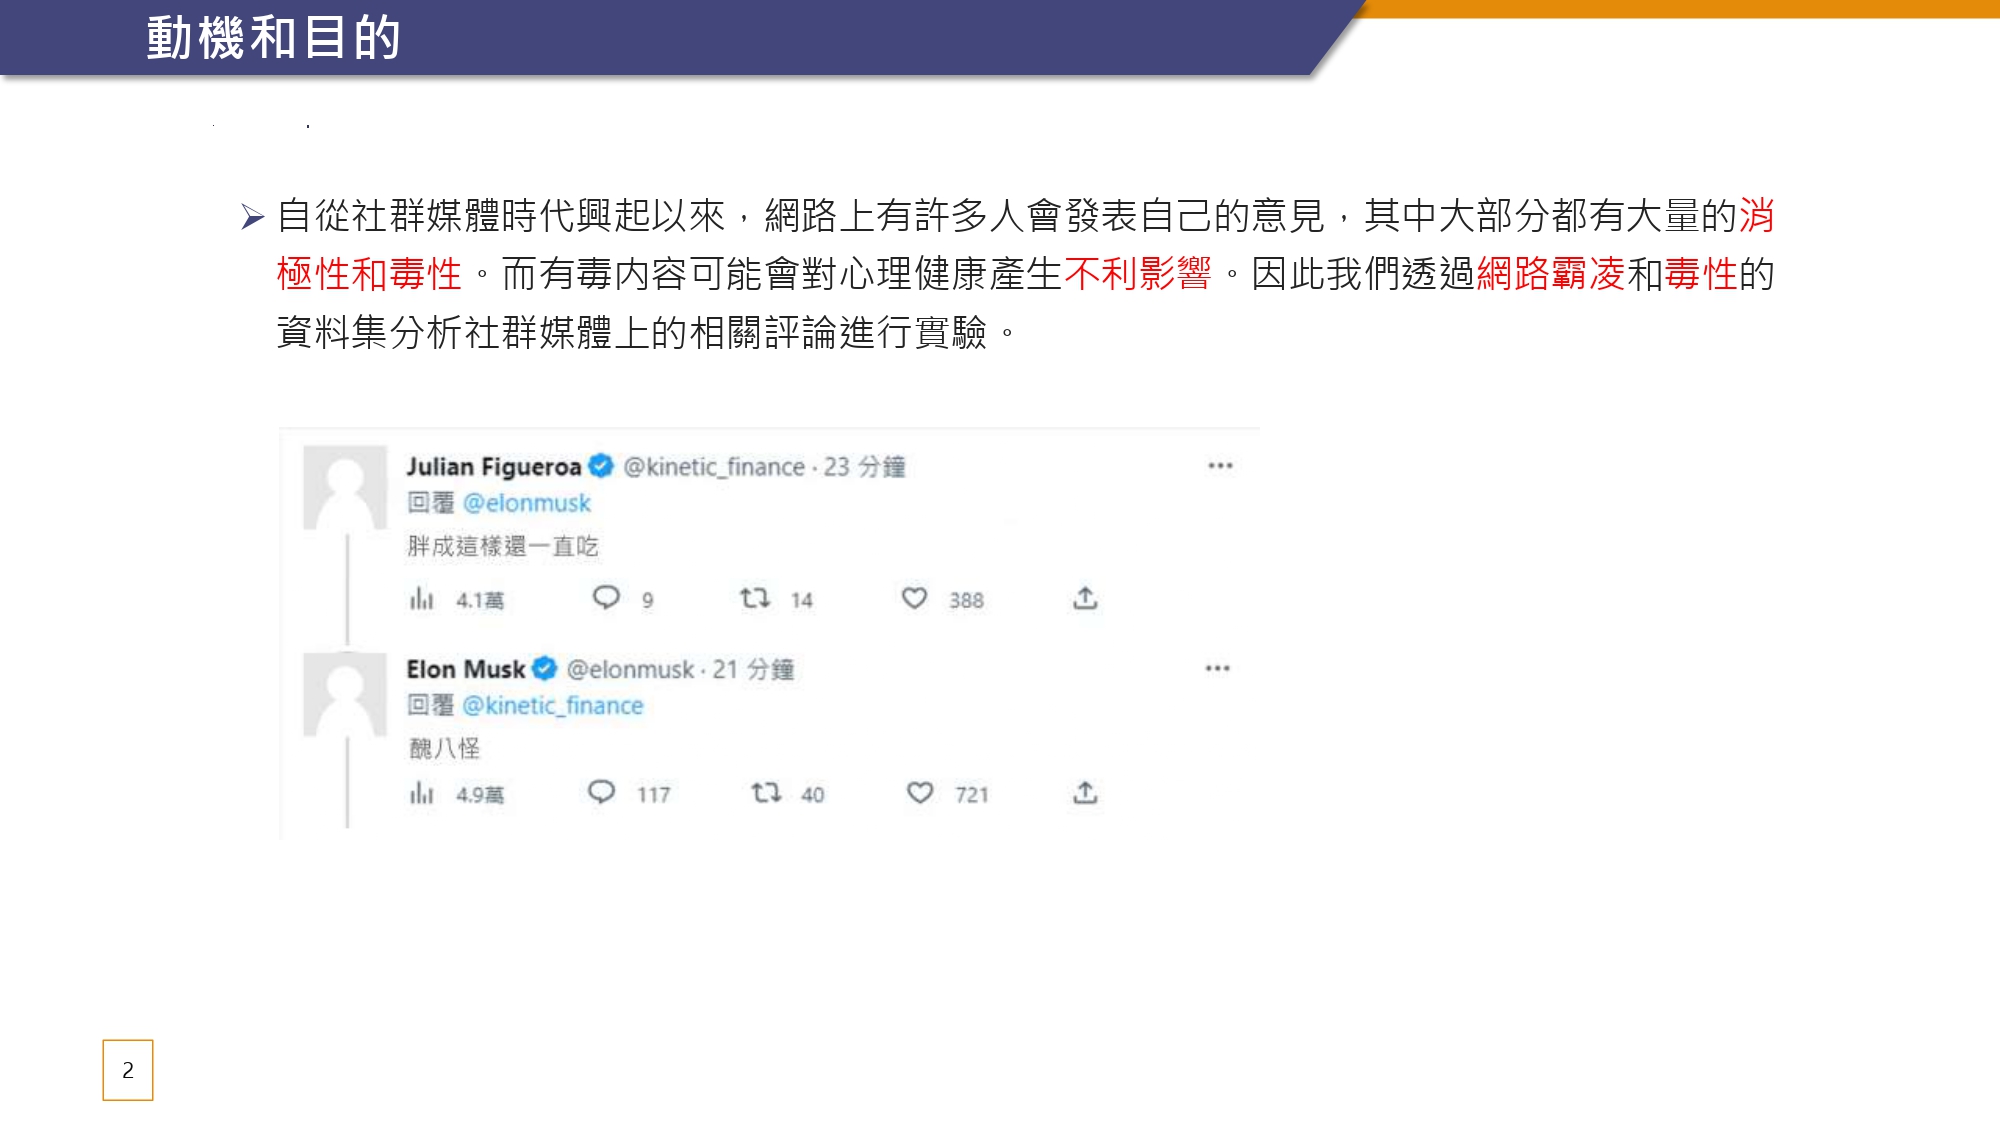 動機和目的
自從社群媒體時代興起以來，網路上有許多人會發表自己的意見，其中大部分都有大量的消
極性和毒性。而有毒內容可能會對心理健康產生不利影響。因此我們透過網路霸凌和毒性的
資料集分析社群媒體上的相關評論進行實驗。
Julian Figueroa @kinetic_finance · 23 分鐘
回覆 @elonmusk
胖成這樣還一直吃
4.1萬 9 14 388
Elon Musk @elonmusk · 21 分鐘
回覆 @kinetic_finance
醜八怪
4.9萬 117 40 721
2